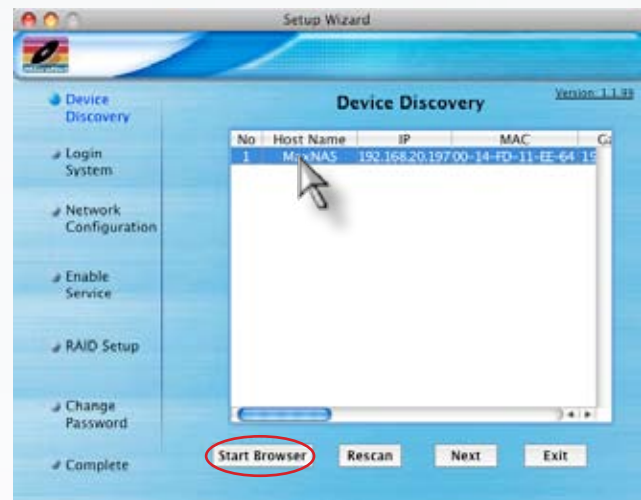 Setup Wizard
Version: 1.1.93
Device Discovery
Device
Discovery
Login
System
Network
Configuration
Enable
Service
RAID Setup
Change
Password
Complete
No Host Name IP MAC
1 MaxNAS 192.168.20.197 00-14-FD-11-EE-64
Start Browser Rescan Next Exit